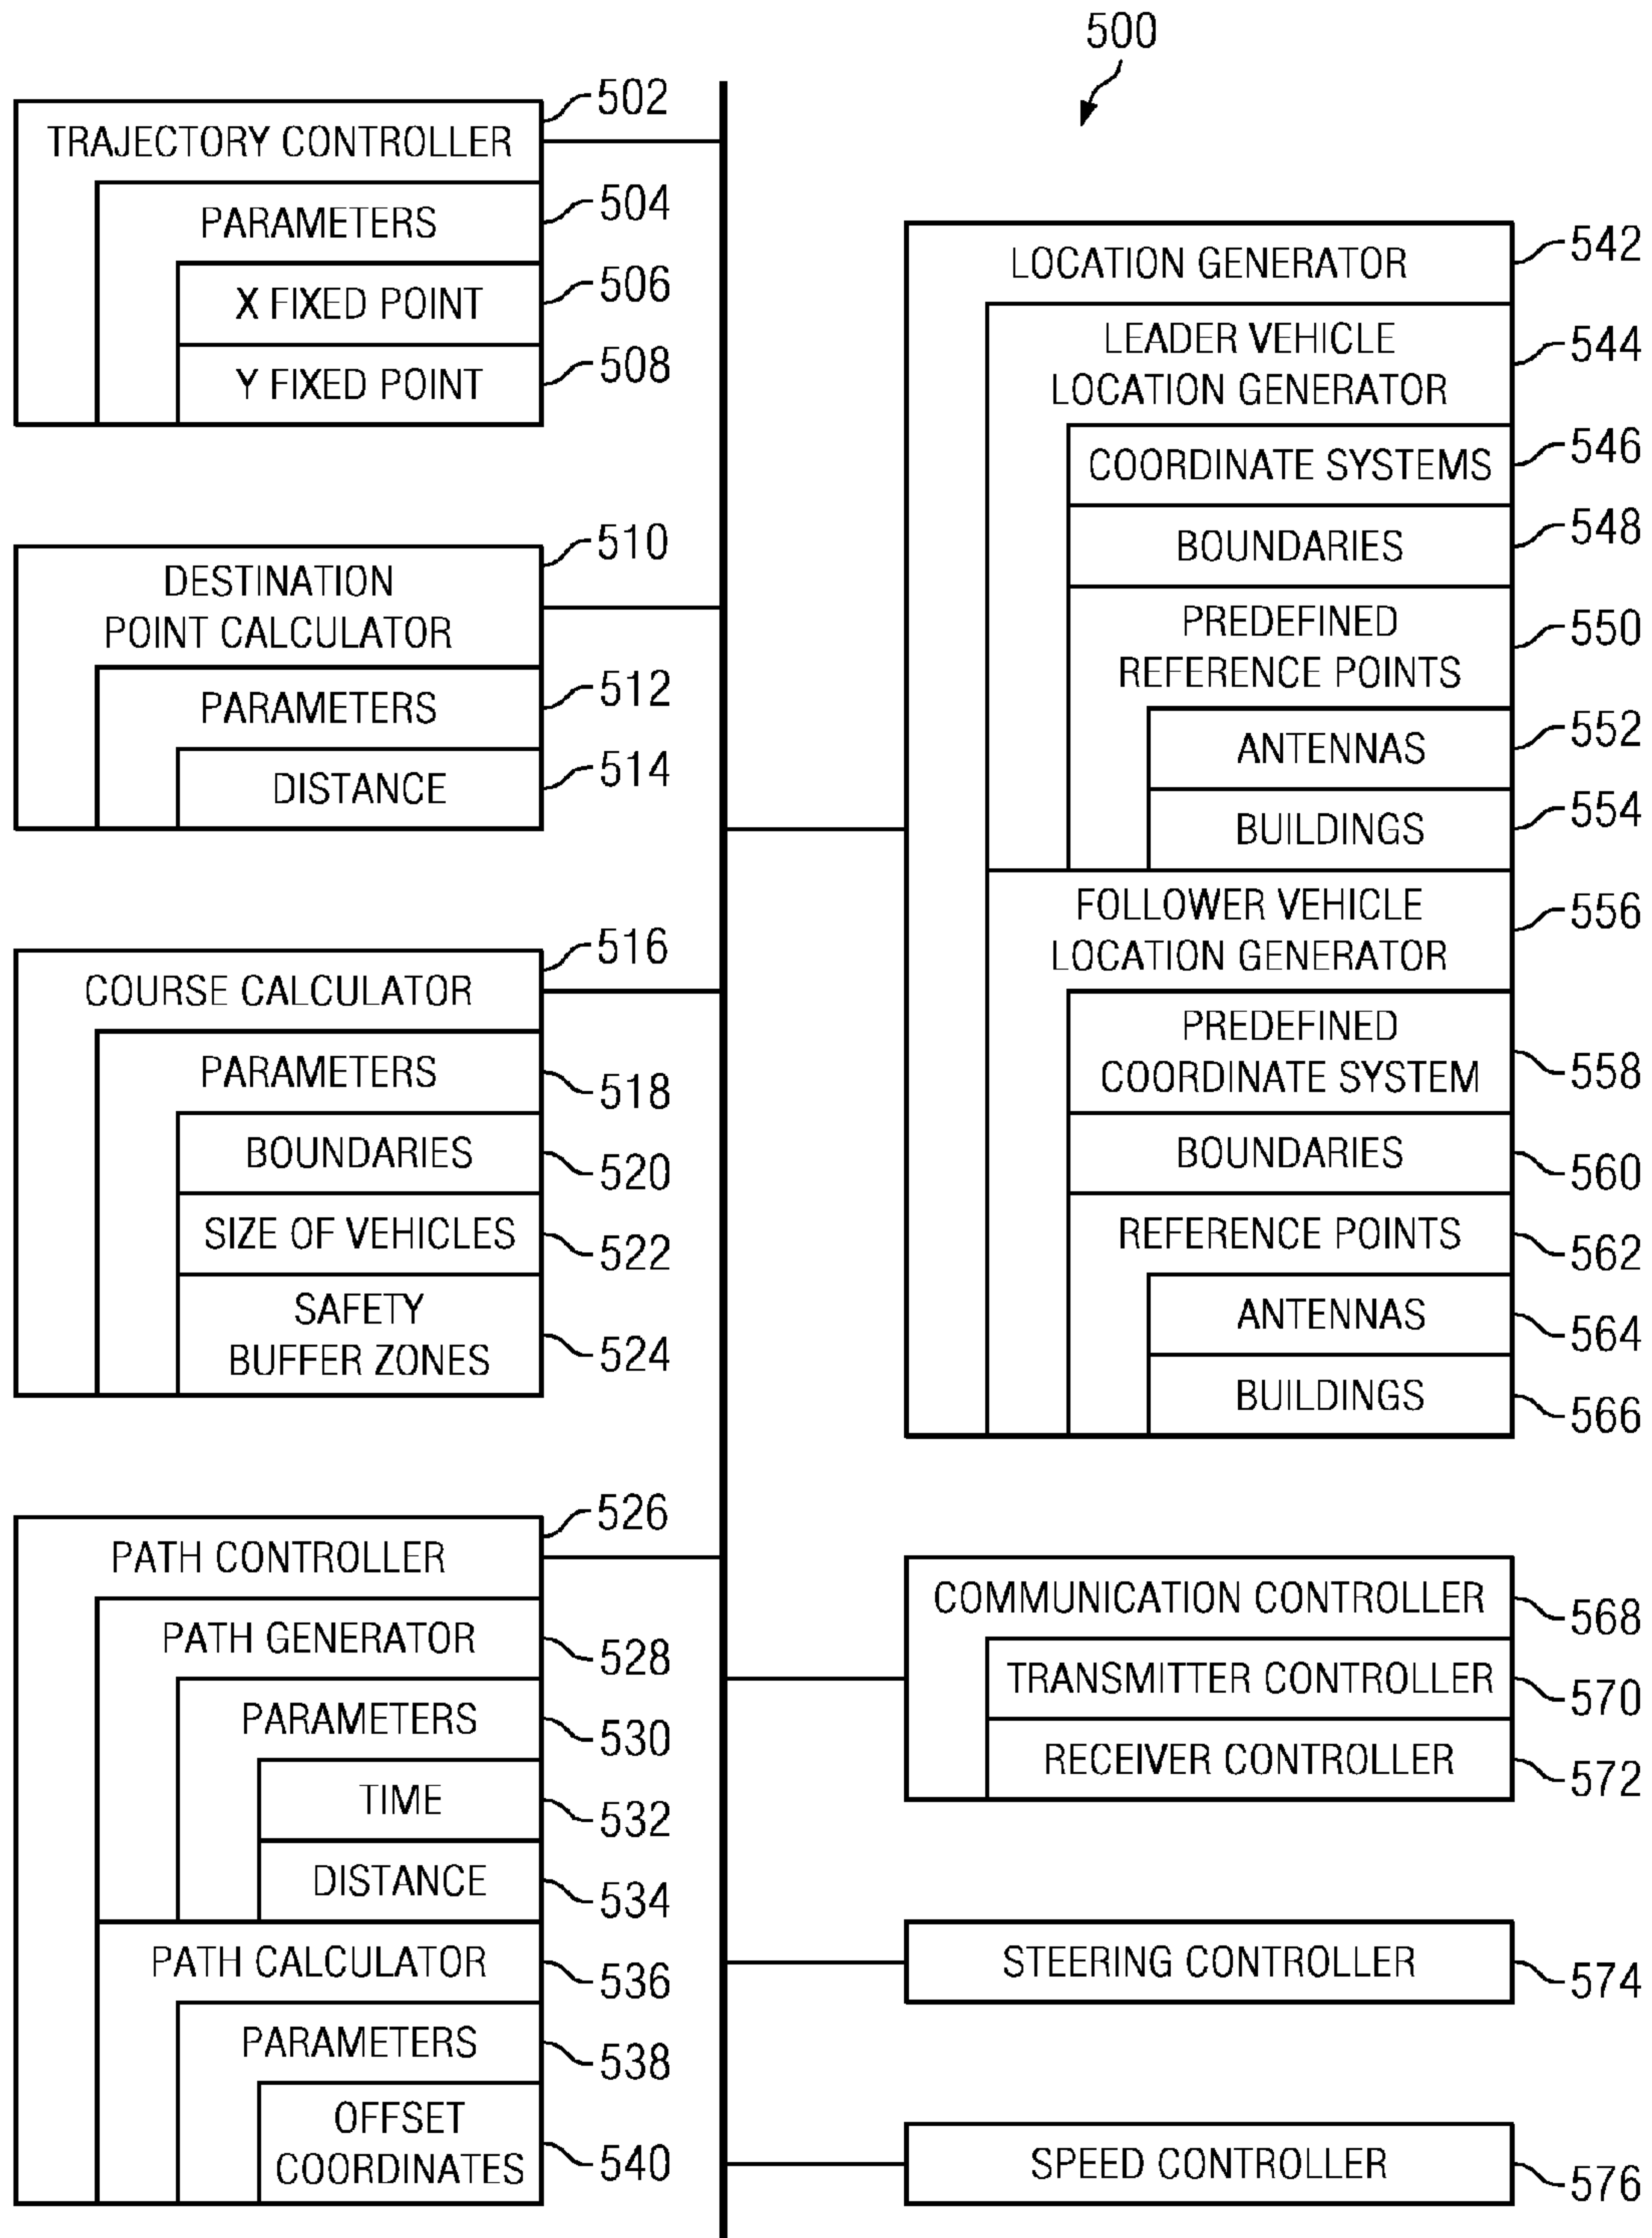 500
502
TRAJECTORY CONTROLLER
504
PARAMETERS
506
X FIXED POINT
508
Y FIXED POINT
510
DESTINATION
POINT CALCULATOR
512
PARAMETERS
514
DISTANCE
516
COURSE CALCULATOR
PARAMETERS
518
BOUNDARIES
520
SIZE OF VEHICLES
522
SAFETY
BUFFER ZONES
524
526
PATH CONTROLLER
PATH GENERATOR
528
PARAMETERS
530
TIME
532
DISTANCE
534
PATH CALCULATOR
536
PARAMETERS
538
OFFSET
COORDINATES
540
542
LOCATION GENERATOR
LEADER VEHICLE
LOCATION GENERATOR
544
546
COORDINATE SYSTEMS
548
BOUNDARIES
PREDEFINED
REFERENCE POINTS
550
552
ANTENNAS
554
BUILDINGS
FOLLOWER VEHICLE
LOCATION GENERATOR
556
PREDEFINED
COORDINATE SYSTEM
558
BOUNDARIES
560
REFERENCE POINTS
562
ANTENNAS
564
BUILDINGS
566
COMMUNICATION CONTROLLER
568
TRANSMITTER CONTROLLER
570
RECEIVER CONTROLLER
572
STEERING CONTROLLER
574
SPEED CONTROLLER
576